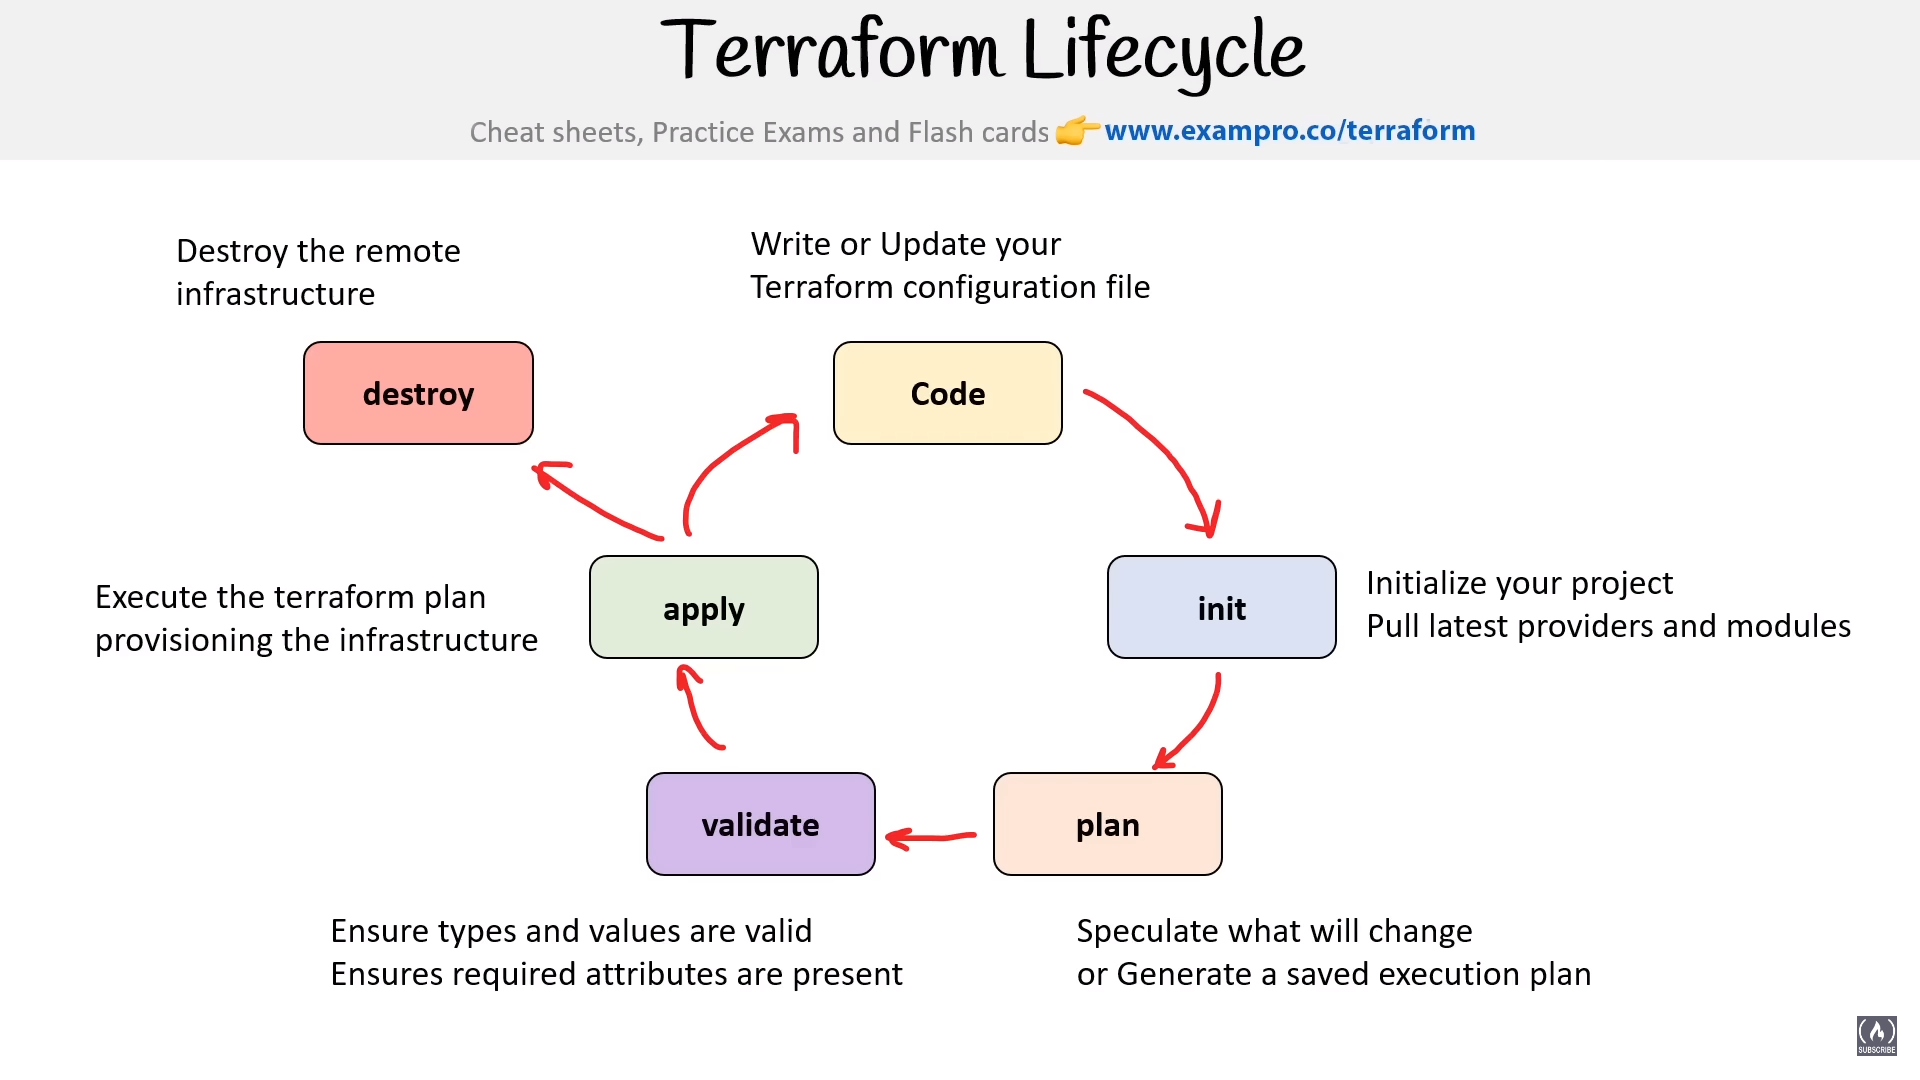 Terraform Lifecycle
Cheat sheets, Practice Exams and Flash cards 👉 www.exampro.co/terraform
Destroy the remote
infrastructure
destroy
Write or Update your
Terraform configuration file
Code
Execute the terraform plan
provisioning the infrastructure
apply
init
Initialize your project
Pull latest providers and modules
validate
plan
Ensure types and values are valid
Ensures required attributes are present
Speculate what will change
or Generate a saved execution plan
SUBSCRIBE